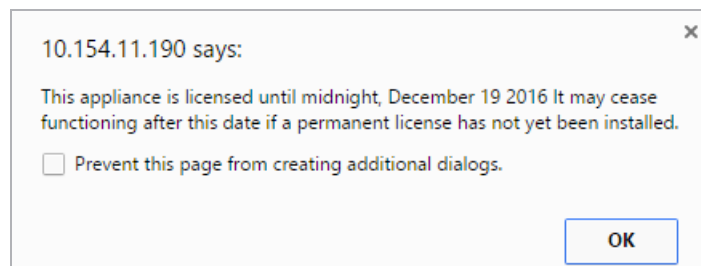 10.154.11.190 says:
This appliance is licensed until midnight, December 19 2016 It may cease
functioning after this date if a permanent license has not yet been installed.
Prevent this page from creating additional dialogs.
OK